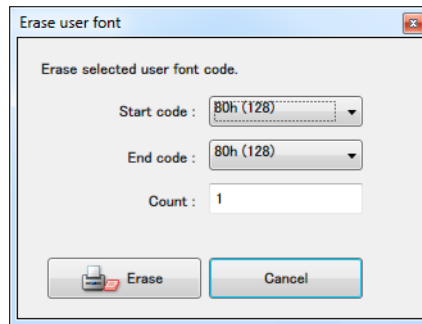 Erase user font
Erase selected user font code.
Start code : 80h (128)
End code : 80h (128)
Count : 1
Erase Cancel